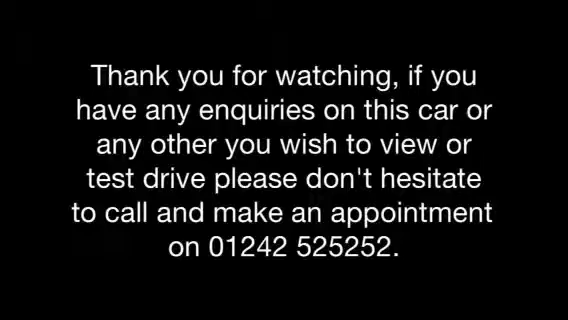 Thank you for watching, if you
have any enquiries on this car or
any other you wish to view or
test drive please don't hesitate
to call and make an appointment
on 01242 525252.